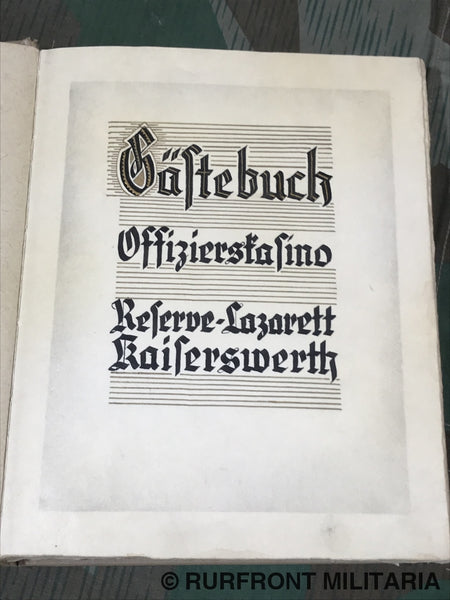 Gästebuch
Offizierskasino
Reserve-Lazarett
Kaiserswerth
© RURFRONT MILITARIA